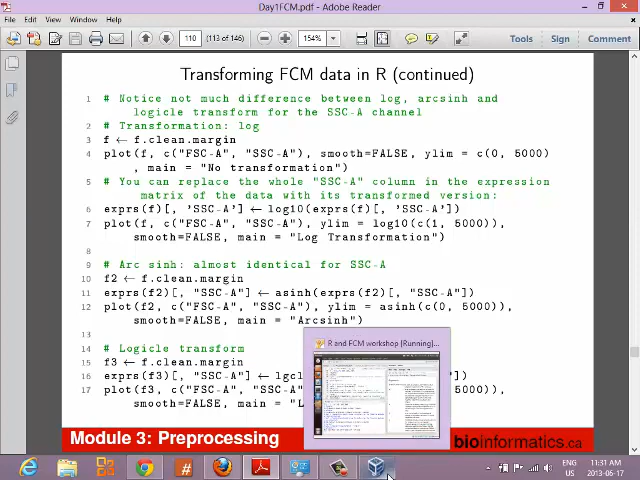 Day1FCM.pdf - Adobe Reader
File Edit View Window Help
110 (113 of 146) 154% Tools Sign Comment
Transforming FCM data in R (continued)
1 # Notice not much difference between log, arcsinh and
logicle transform for the SSC-A channel
2 # Transformation: log
3 f ← f.clean.margin
4 plot(f, c("FSC-A", "SSC-A"), smooth=FALSE, ylim = c(0, 5000)
, main = "No transformation")
5 # You can replace the whole "SSC-A" column in the expression
matrix of the data with its transformed version:
6 exprs(f)[, 'SSC-A'] ← log10(exprs(f)[, 'SSC-A'])
7 plot(f, c("FSC-A", "SSC-A"), ylim = log10(c(1, 5000)),
smooth=FALSE, main = "Log Transformation")
8
9 # Arc sinh: almost identical for SSC-A
10 f2 ← f.clean.margin
11 exprs(f2)[, "SSC-A"] ← asinh(exprs(f2)[, "SSC-A"])
12 plot(f2, c("FSC-A", "SSC-A"), ylim = asinh(c(0, 5000)),
smooth=FALSE, main = "Arcsinh")
13
14 # Logicle transform
15 f3 ← f.clean.margin
16 exprs(f3)[, "SSC-A"] ← lgcl
17 plot(f3, c("FSC-A", "SSC-A" 5000)),
smooth=FALSE, main = "L
R and FCM workshop [Running]...
Module 3: Preprocessing
bioinformatics.ca
ENG 11:31 AM
US 2013-06-17